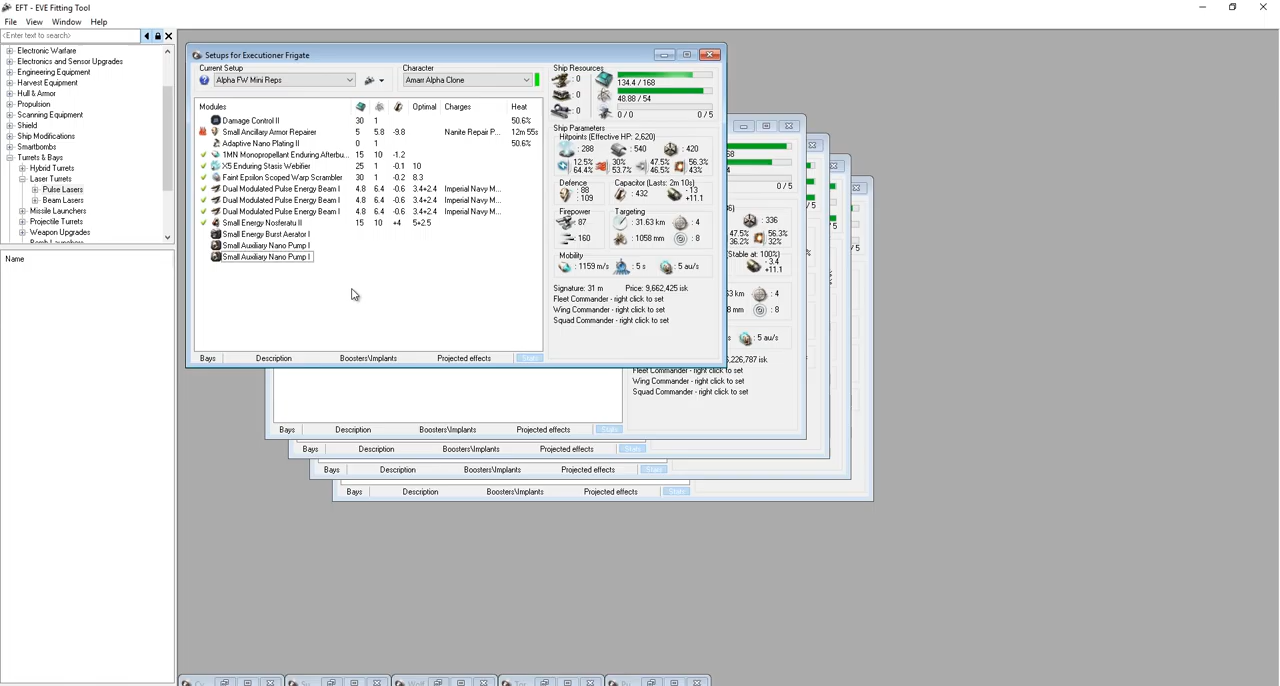 EFT - EVE Fitting Tool
File View Window Help
<Enter text to search>
Electronic Warfare
Electronics and Sensor Upgrades
Engineering Equipment
Harvest Equipment
Hull & Armor
Propulsion
Scanning Equipment
Shield
Ship Modifications
Smartbombs
Turrets & Bays
Hybrid Turrets
Laser Turrets
Pulse Lasers
Beam Lasers
Missile Launchers
Projectile Turrets
Weapon Upgrades
Name
Setups for Executioner Frigate
Current Setup
Alpha FW Mini Reps
Character
Amarr Alpha Clone
Modules Optimal Charges Heat
Damage Control II 30 1 50.6%
Small Ancillary Armor Repairer 5 5.8 -9.8 Nanite Repair P... 12m 55s
Adaptive Nano Plating II 0 1 50.6%
1MN Monopropellant Enduring Afterbu... 15 10 -1.2
X5 Enduring Stasis Webifier 25 1 -0.1 10
Faint Epsilon Scoped Warp Scrambler 30 1 -0.2 8.3
Dual Modulated Pulse Energy Beam I 4.8 6.4 -0.6 3.4+2.4 Imperial Navy M...
Dual Modulated Pulse Energy Beam I 4.8 6.4 -0.6 3.4+2.4 Imperial Navy M...
Dual Modulated Pulse Energy Beam I 4.8 6.4 -0.6 3.4+2.4 Imperial Navy M...
Small Energy Nosferatu II 15 10 +4 5+2.5
Small Energy Burst Aerator I
Small Auxiliary Nano Pump I
Small Auxiliary Nano Pump I
Bays Description Boosters\Implants Projected effects Stats
Ship Resources
: 0 134.4 / 168
: 0 48.88 / 54
: 0 0 / 0 0 / 5
Ship Parameters
Hitpoints (Effective HP: 2,620)
: 288 : 540 : 420
12.5% 30% 47.5% 56.3%
64.4% 53.7% 46.5% 43%
Defence Capacitor (Lasts: 2m 10s)
: 88 : 432 : -13
: 109 +11.1
Firepower Targeting
: 87 : 31.63 km : 4
: 160 : 1058 mm : 8
Mobility
: 1159 m/s : 5 s : 5 au/s
Signature: 31 m Price: 9,662,425 isk
Fleet Commander - right click to set
Wing Commander - right click to set
Squad Commander - right click to set
0 / 5
: 336
47.5% 56.3%
36.2% 32%
Stable at: 100%)
: -3.4
+11.1
: 4
: 8
: 5 au/s
,226,787 isk
Fleet Commander - right click to set
Wing Commander - right click to set
Squad Commander - right click to set
Bays Description Boosters\Implants Projected effects Stats
Bays Description Boosters\Implants Projected effects Stats
Bays Description Boosters\Implants Projected effects Stats
Bays Description Boosters\Implants Projected effects Stats